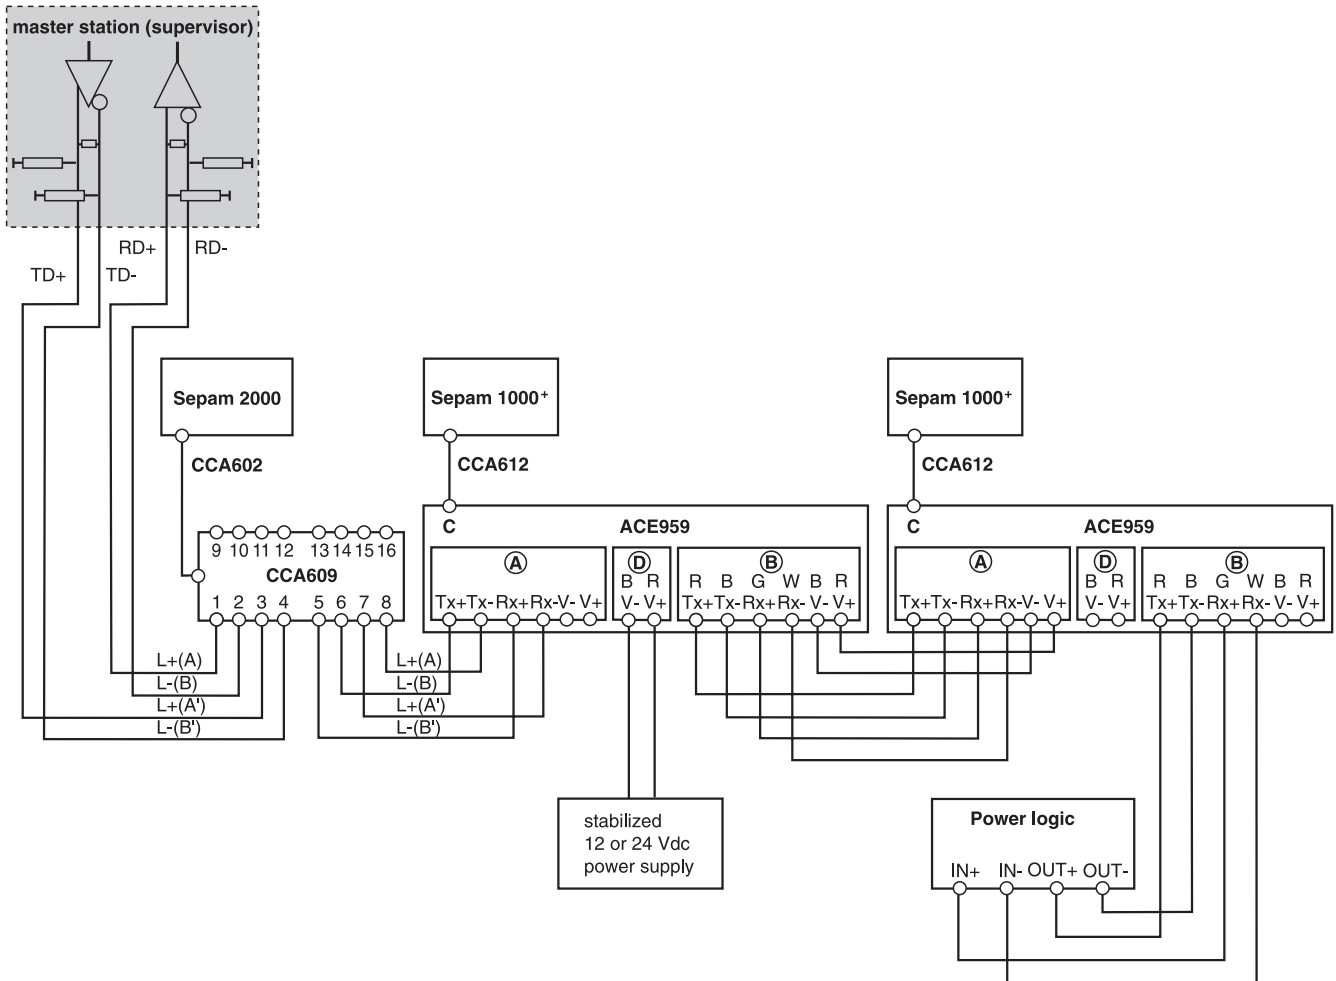 master station (supervisor)
RD+ RD-
TD+ TD-
Sepam 2000
Sepam 1000+
Sepam 1000+
CCA602
CCA612
CCA612
C ACE959
C ACE959
9 10 11 12 13 14 15 16
CCA609
1 2 3 4 5 6 7 8
A
D
B
B R
R B G W B R
Tx+ Tx- Rx+ Rx- V- V+
V- V+
Tx+ Tx- Rx+ Rx- V- V+
A
D
B
B R
R B G W B R
Tx+ Tx- Rx+ Rx- V- V+
V- V+
Tx+ Tx- Rx+ Rx- V- V+
L+(A)
L-(B)
L+(A')
L-(B')
L+(A)
L-(B)
L+(A')
L-(B')
stabilized
12 or 24 Vdc
power supply
Power logic
IN+ IN- OUT+ OUT-